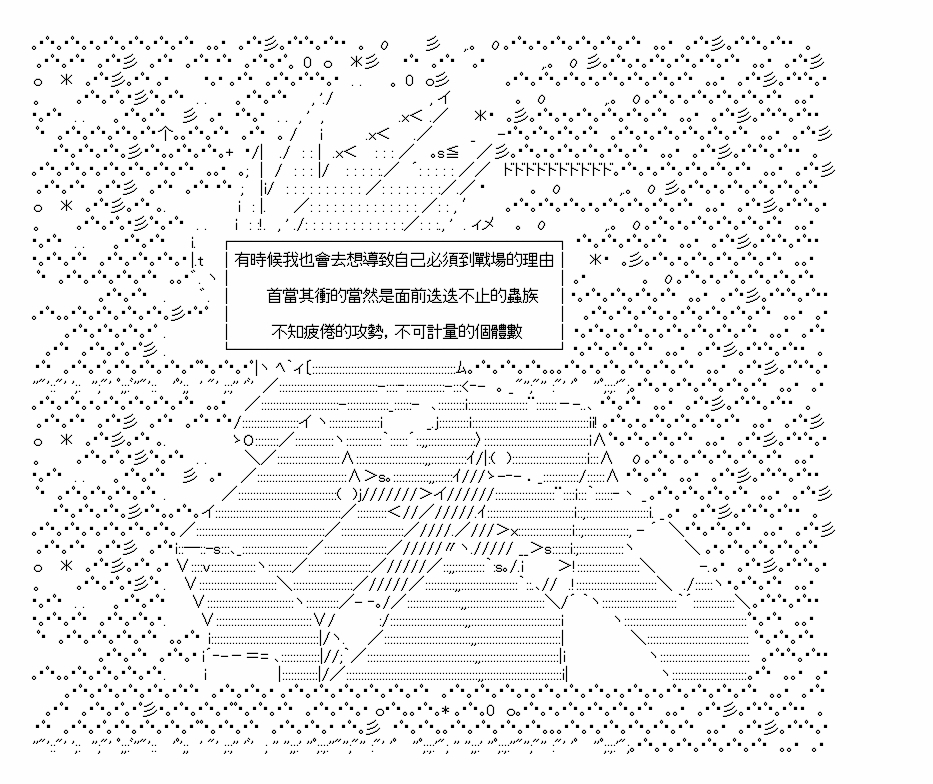 有時候我也會去想導致自己必須到戰場的理由
首當其衝的當然是面前迭迭不止的蟲族
不知疲倦的攻勢，不可計量的個體數